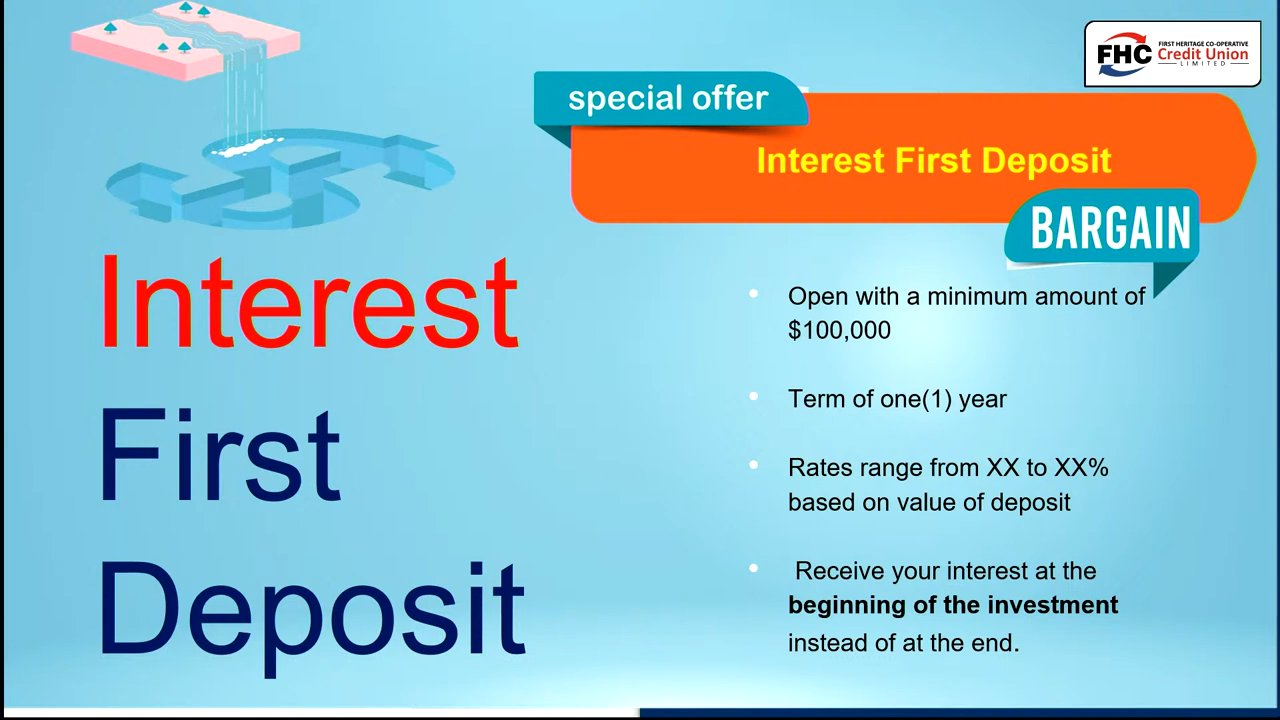 FHC
FIRST HERITAGE CO-OPERATIVE
Credit Union
LIMITED
special offer
Interest First Deposit
BARGAIN
Interest
First
Deposit
• Open with a minimum amount of
$100,000
• Term of one(1) year
• Rates range from XX to XX%
based on value of deposit
• Receive your interest at the
beginning of the investment
instead of at the end.